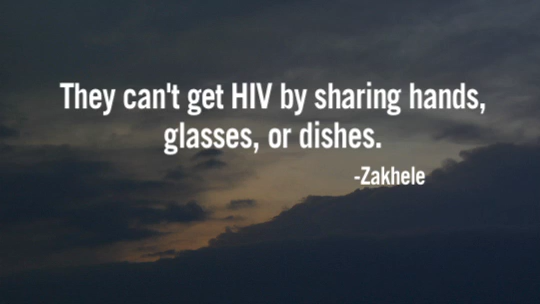 They can't get HIV by sharing hands,
glasses, or dishes.
-Zakhele